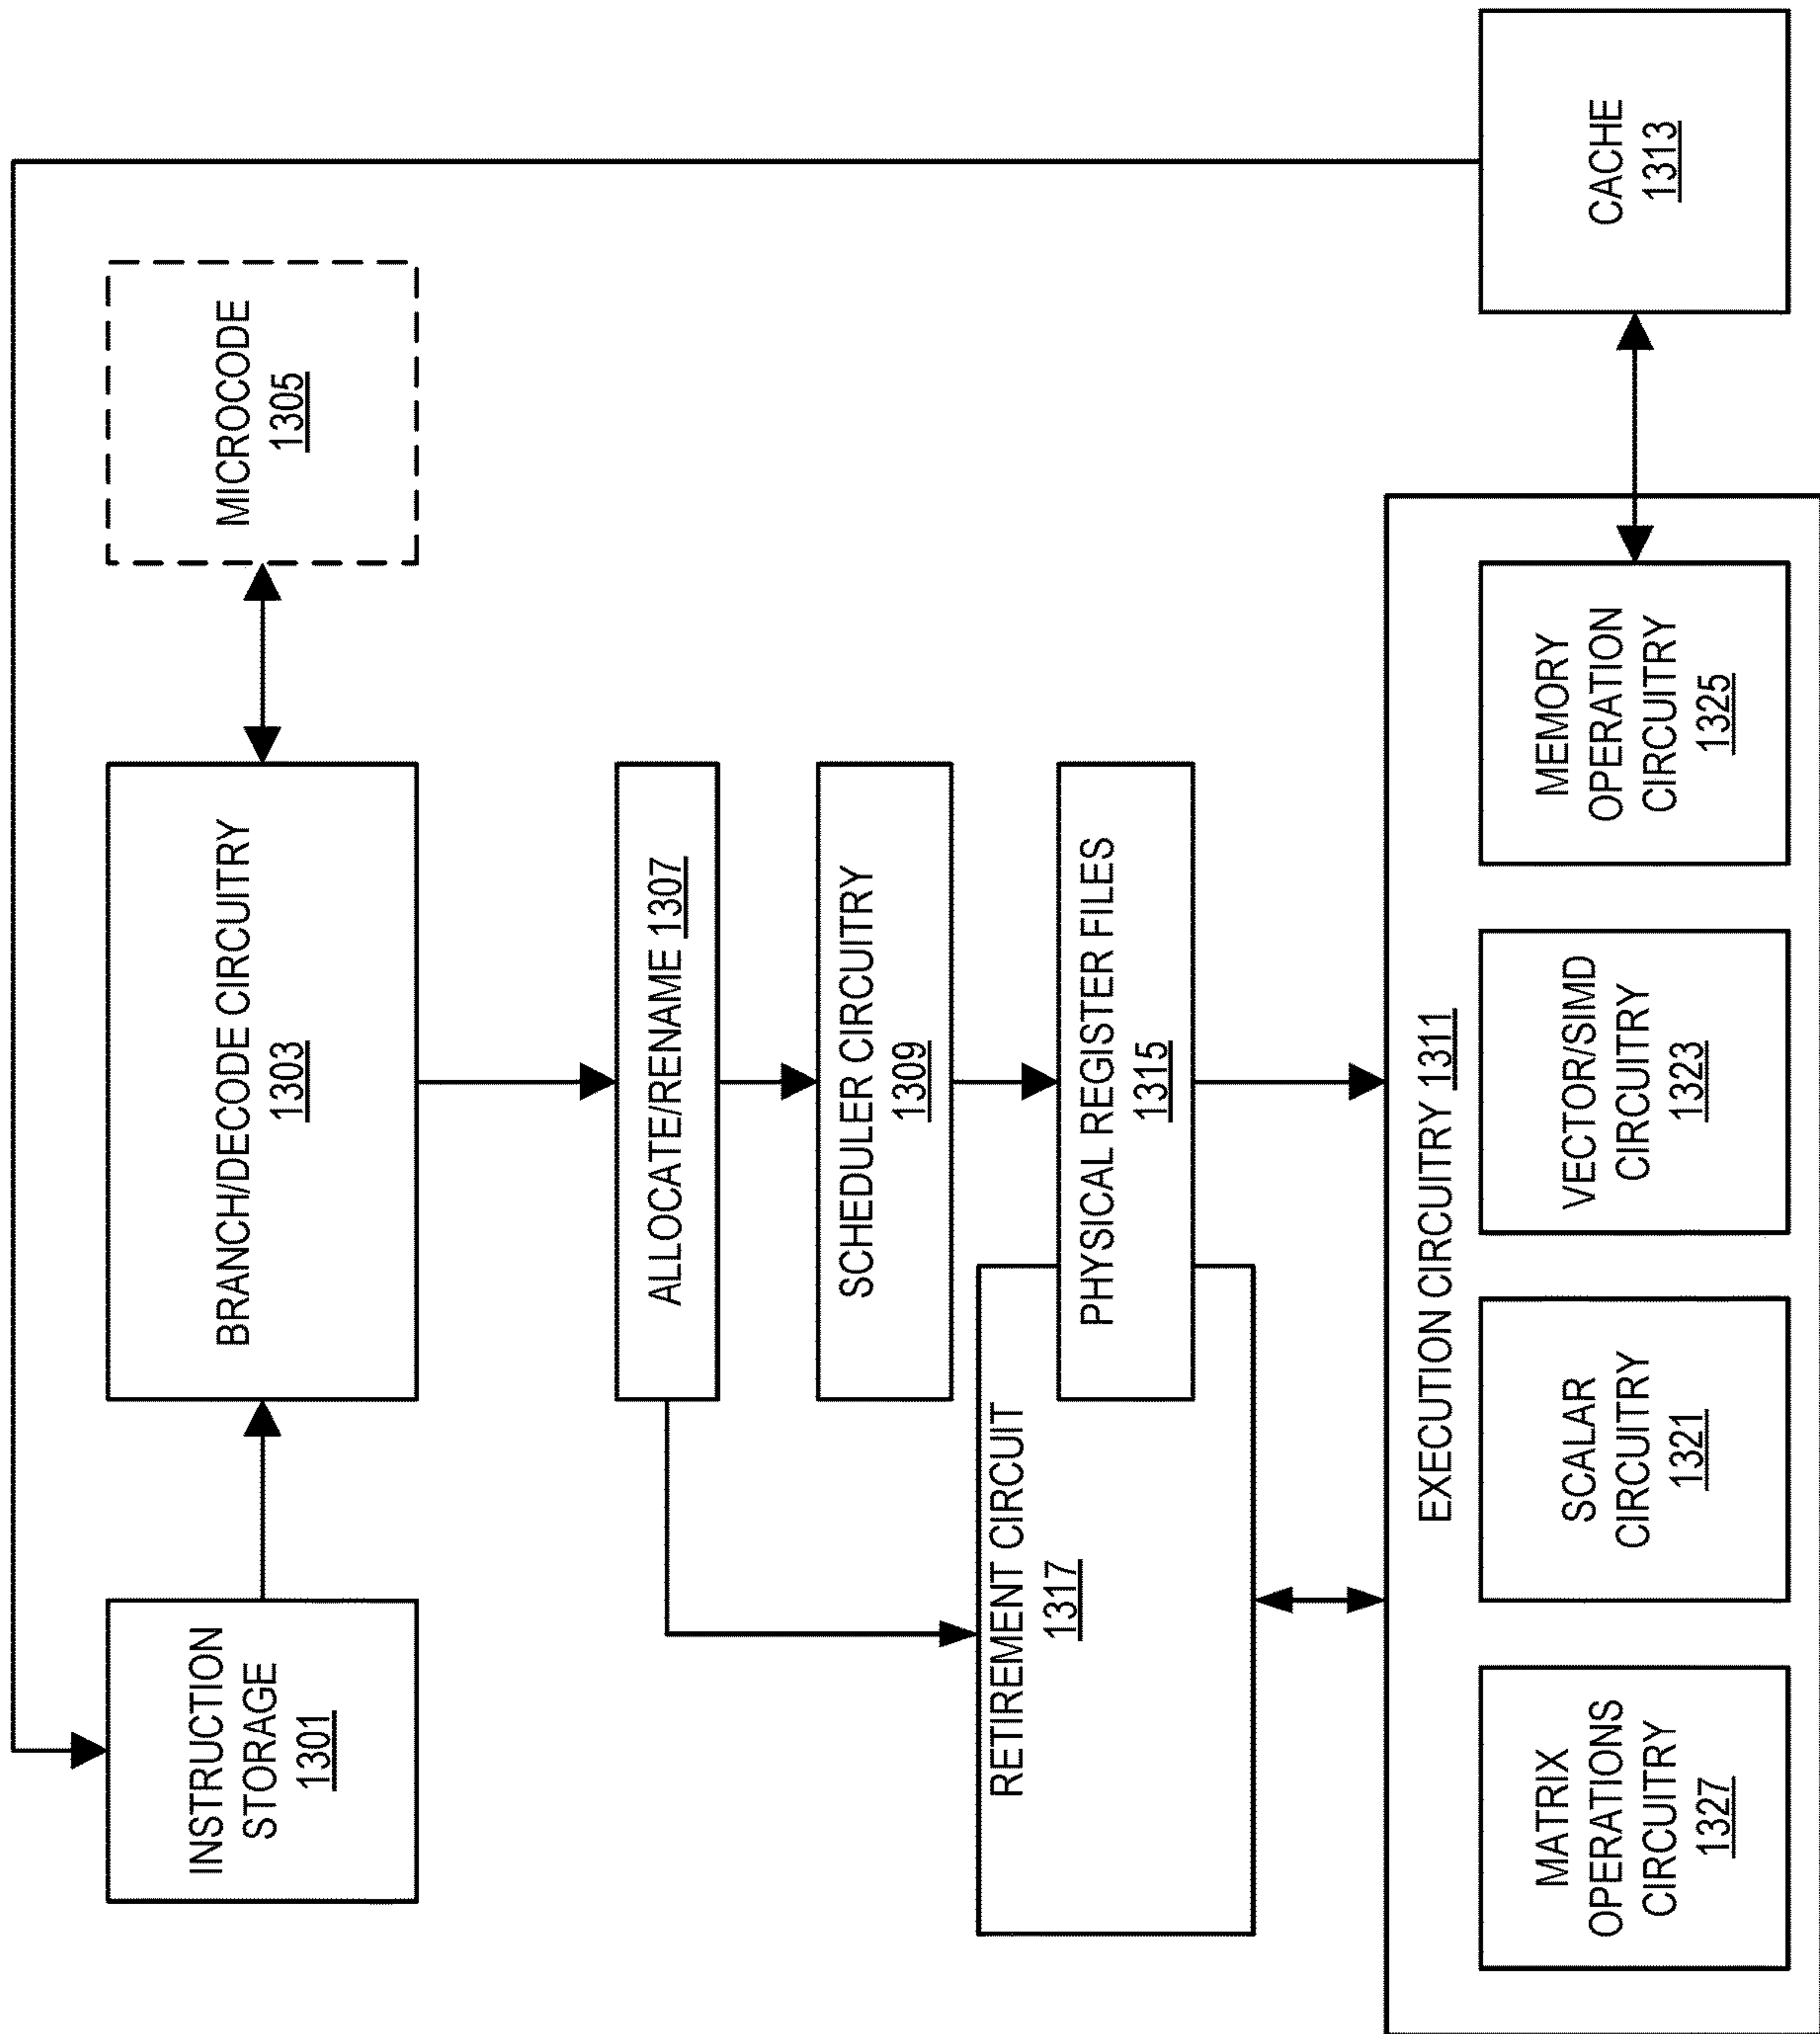 INSTRUCTION
STORAGE
1301
BRANCH/DECODE CIRCUITRY
1303
MICROCODE
1305
ALLOCATE/RENAME 1307
SCHEDULER CIRCUITRY
1309
RETIREMENT CIRCUIT
1317
PHYSICAL REGISTER FILES
1315
EXECUTION CIRCUITRY 1311
MATRIX
OPERATIONS
CIRCUITRY
1327
SCALAR
CIRCUITRY
1321
VECTOR/SIMD
CIRCUITRY
1323
MEMORY
OPERATION
CIRCUITRY
1325
CACHE
1313